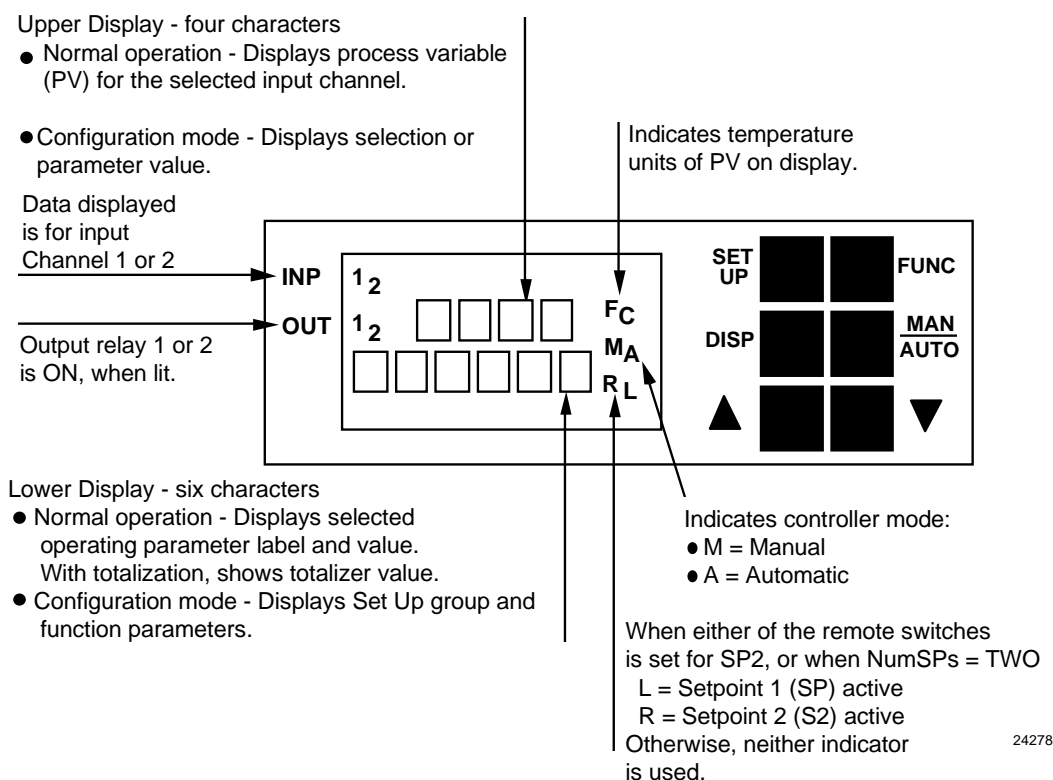 Upper Display - four characters
● Normal operation - Displays process variable
(PV) for the selected input channel.
● Configuration mode - Displays selection or
parameter value.
Indicates temperature
units of PV on display.
Data displayed
is for input
Channel 1 or 2
Output relay 1 or 2
is ON, when lit.
INP 1 2
OUT 1 2
F C
M A
R L
SET
UP
FUNC
DISP
MAN
AUTO
Lower Display - six characters
● Normal operation - Displays selected
operating parameter label and value.
With totalization, shows totalizer value.
● Configuration mode - Displays Set Up group and
function parameters.
Indicates controller mode:
● M = Manual
● A = Automatic
When either of the remote switches
is set for SP2, or when NumSPs = TWO
L = Setpoint 1 (SP) active
R = Setpoint 2 (S2) active
Otherwise, neither indicator
is used.
24278